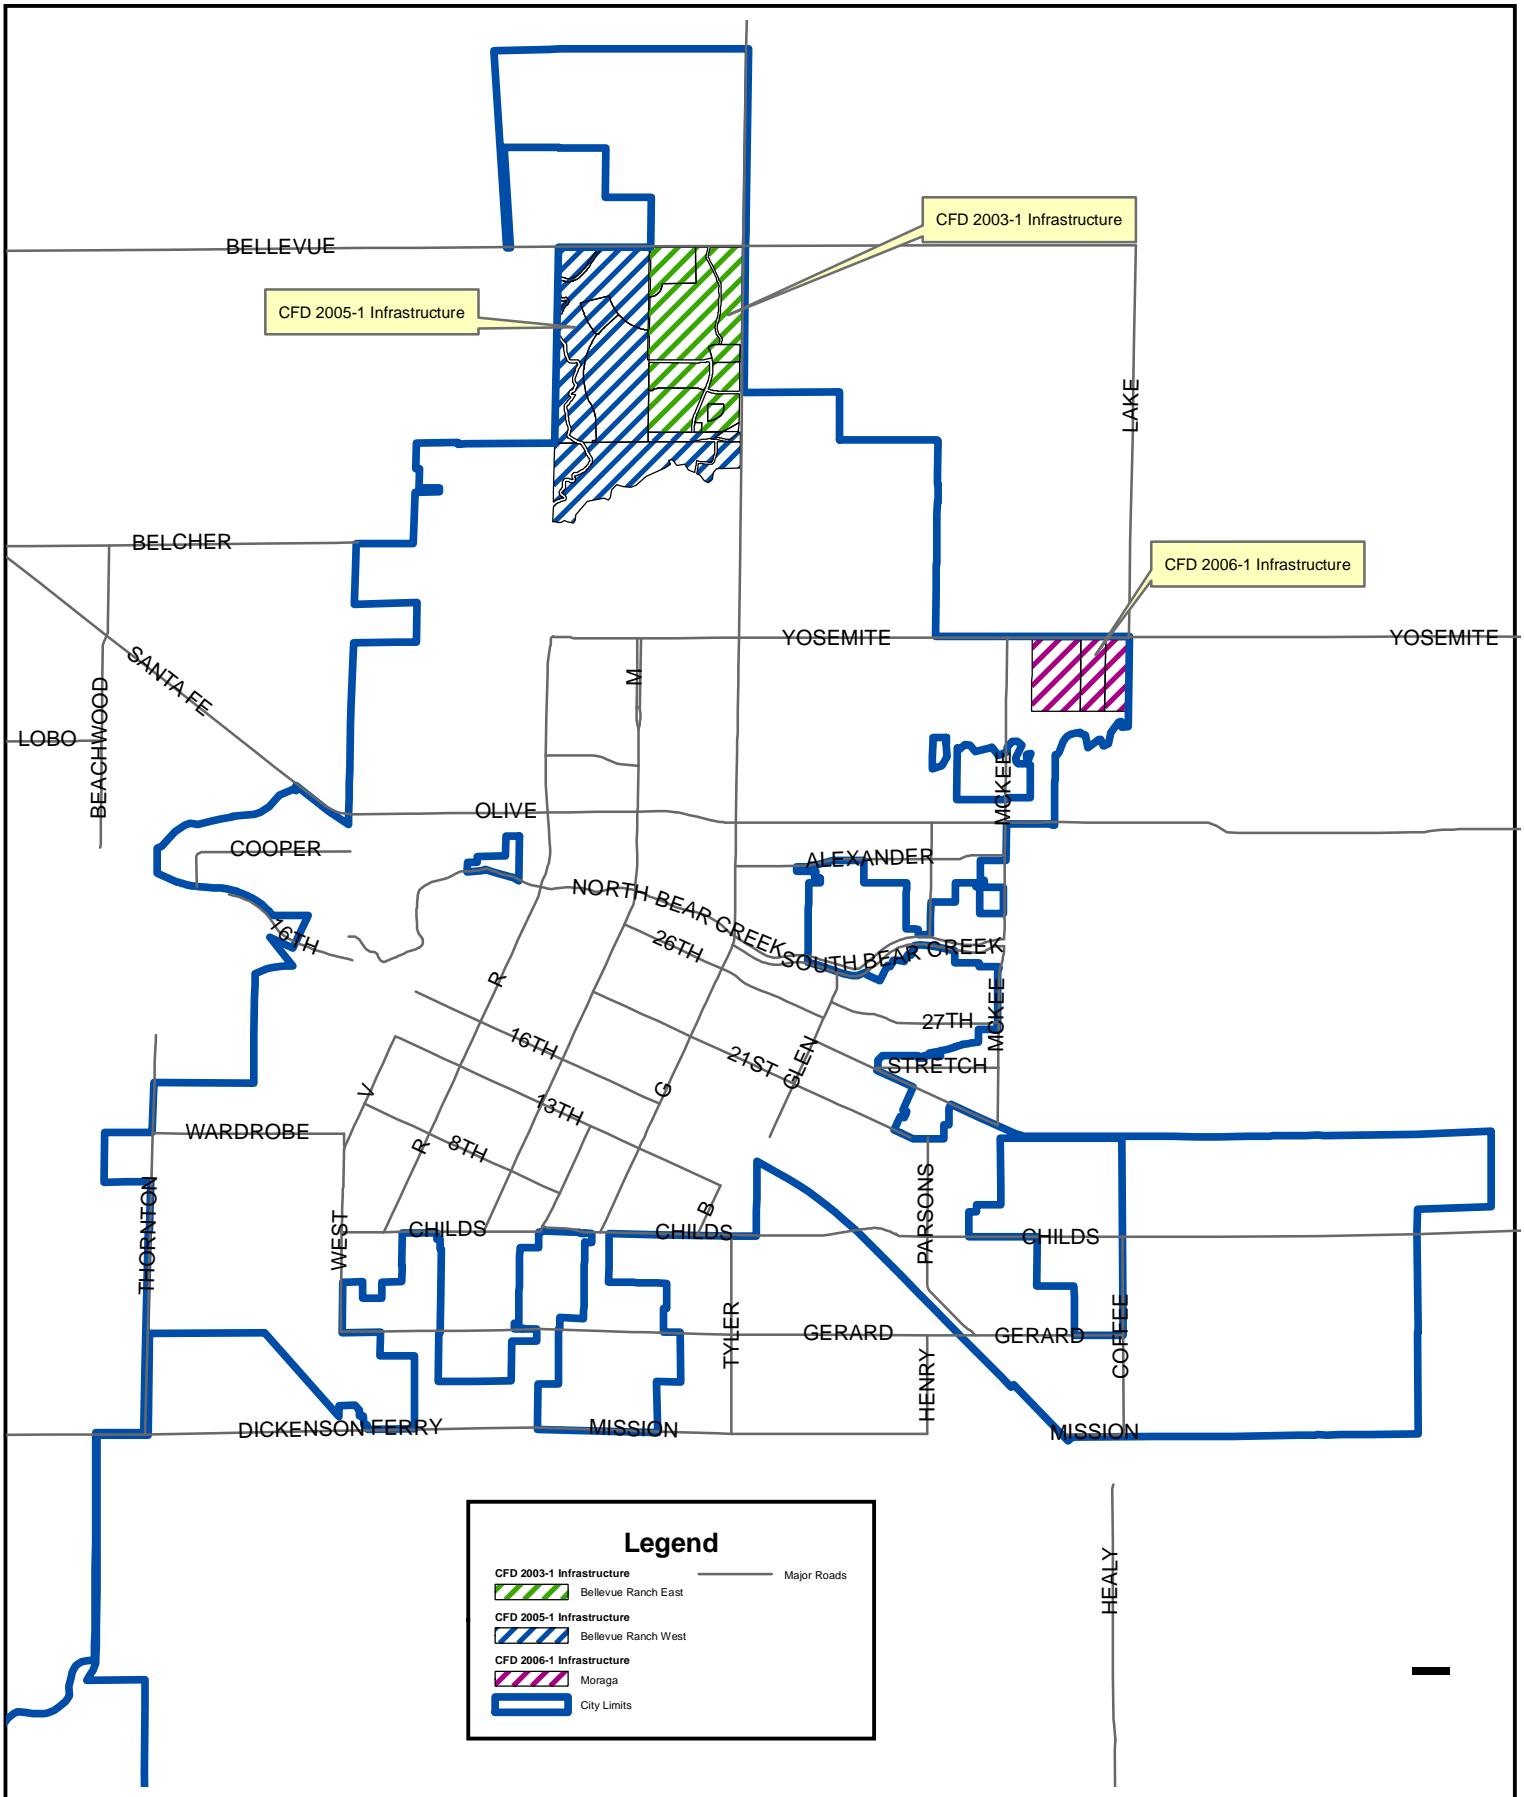 CFD 2003-1 Infrastructure
BELLEVUE
CFD 2005-1 Infrastructure
LAKE
BELCHER
CFD 2006-1 Infrastructure
YOSEMITE
YOSEMITE
SANTA FE
M
BEACHWOOD
LOBO
MCKEE
OLIVE
COOPER
ALEXANDER
NORTH BEAR CREEK
16TH
26TH
SOUTH BEAR CREEK
R
MCKEE
27TH
16TH
21ST
GLEN
STRETCH
V
G
13TH
WARDROBE
R
8TH
THORNTON
WEST
B
PARSONS
CHILDS
CHILDS
CHILDS
TYLER
GERARD
GERARD
COFFEE
HENRY
DICKENSON FERRY
MISSION
MISSION
HEALY
Legend
CFD 2003-1 Infrastructure
Major Roads
Bellevue Ranch East
CFD 2005-1 Infrastructure
Bellevue Ranch West
CFD 2006-1 Infrastructure
Moraga
City Limits